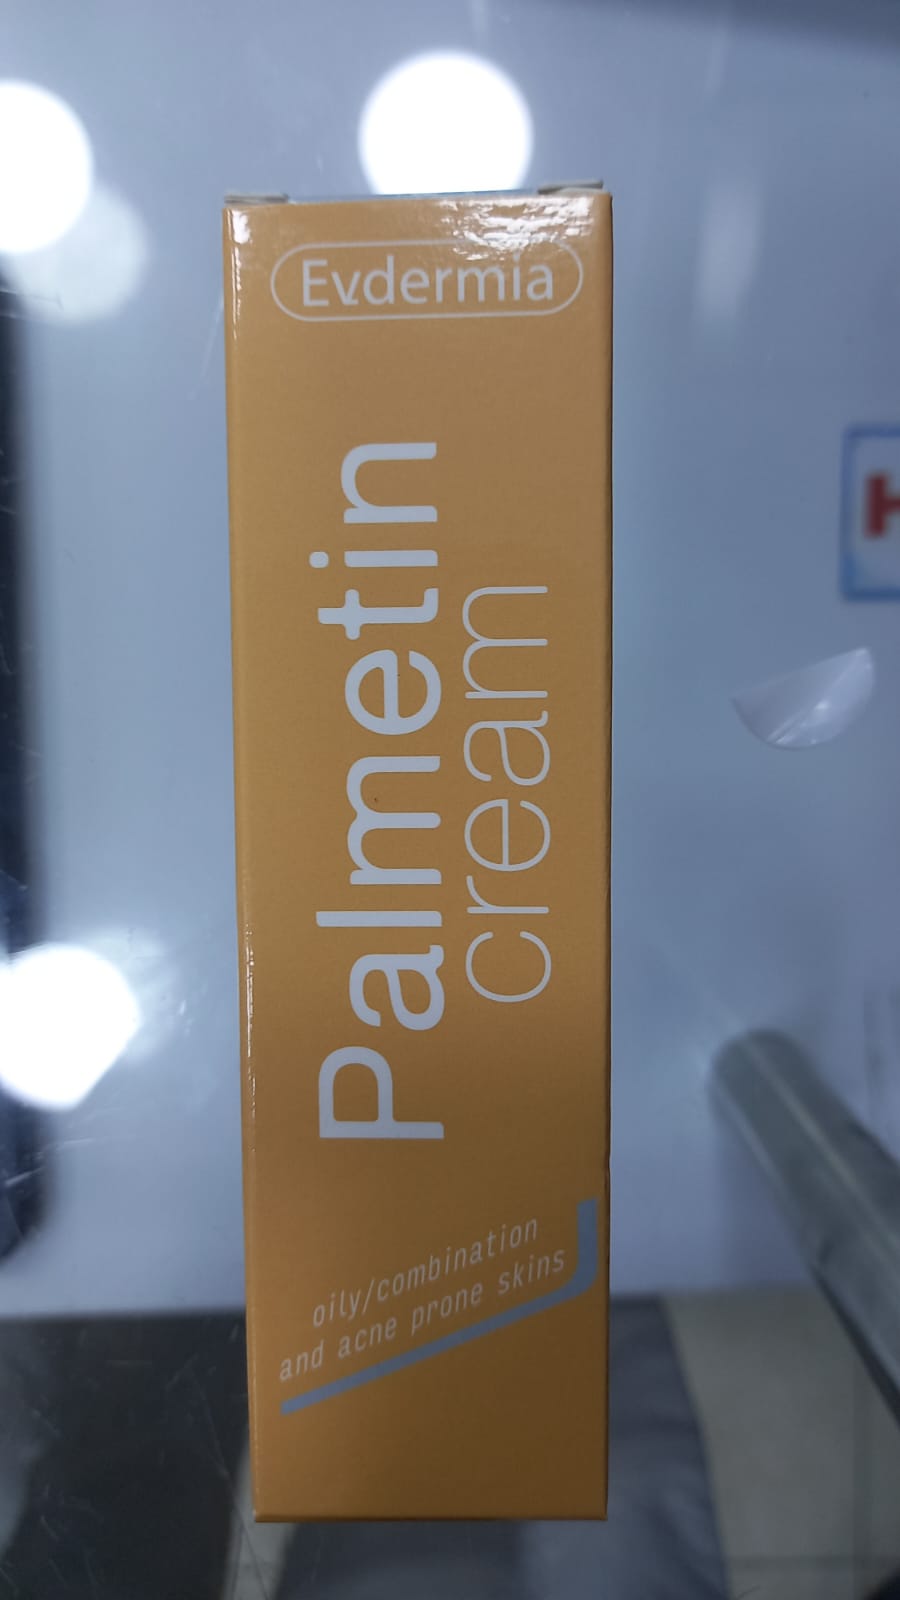 Evdermia
Palmetin
cream
oily/combination
and acne prone skins
H